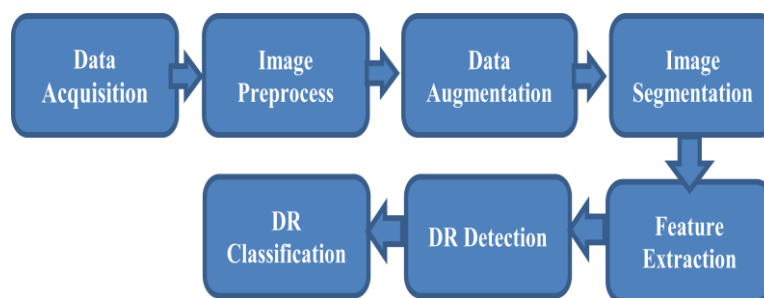 Data
Acquisition
Image
Preprocess
Data
Augmentation
Image
Segmentation
Feature
Extraction
DR Detection
DR
Classification